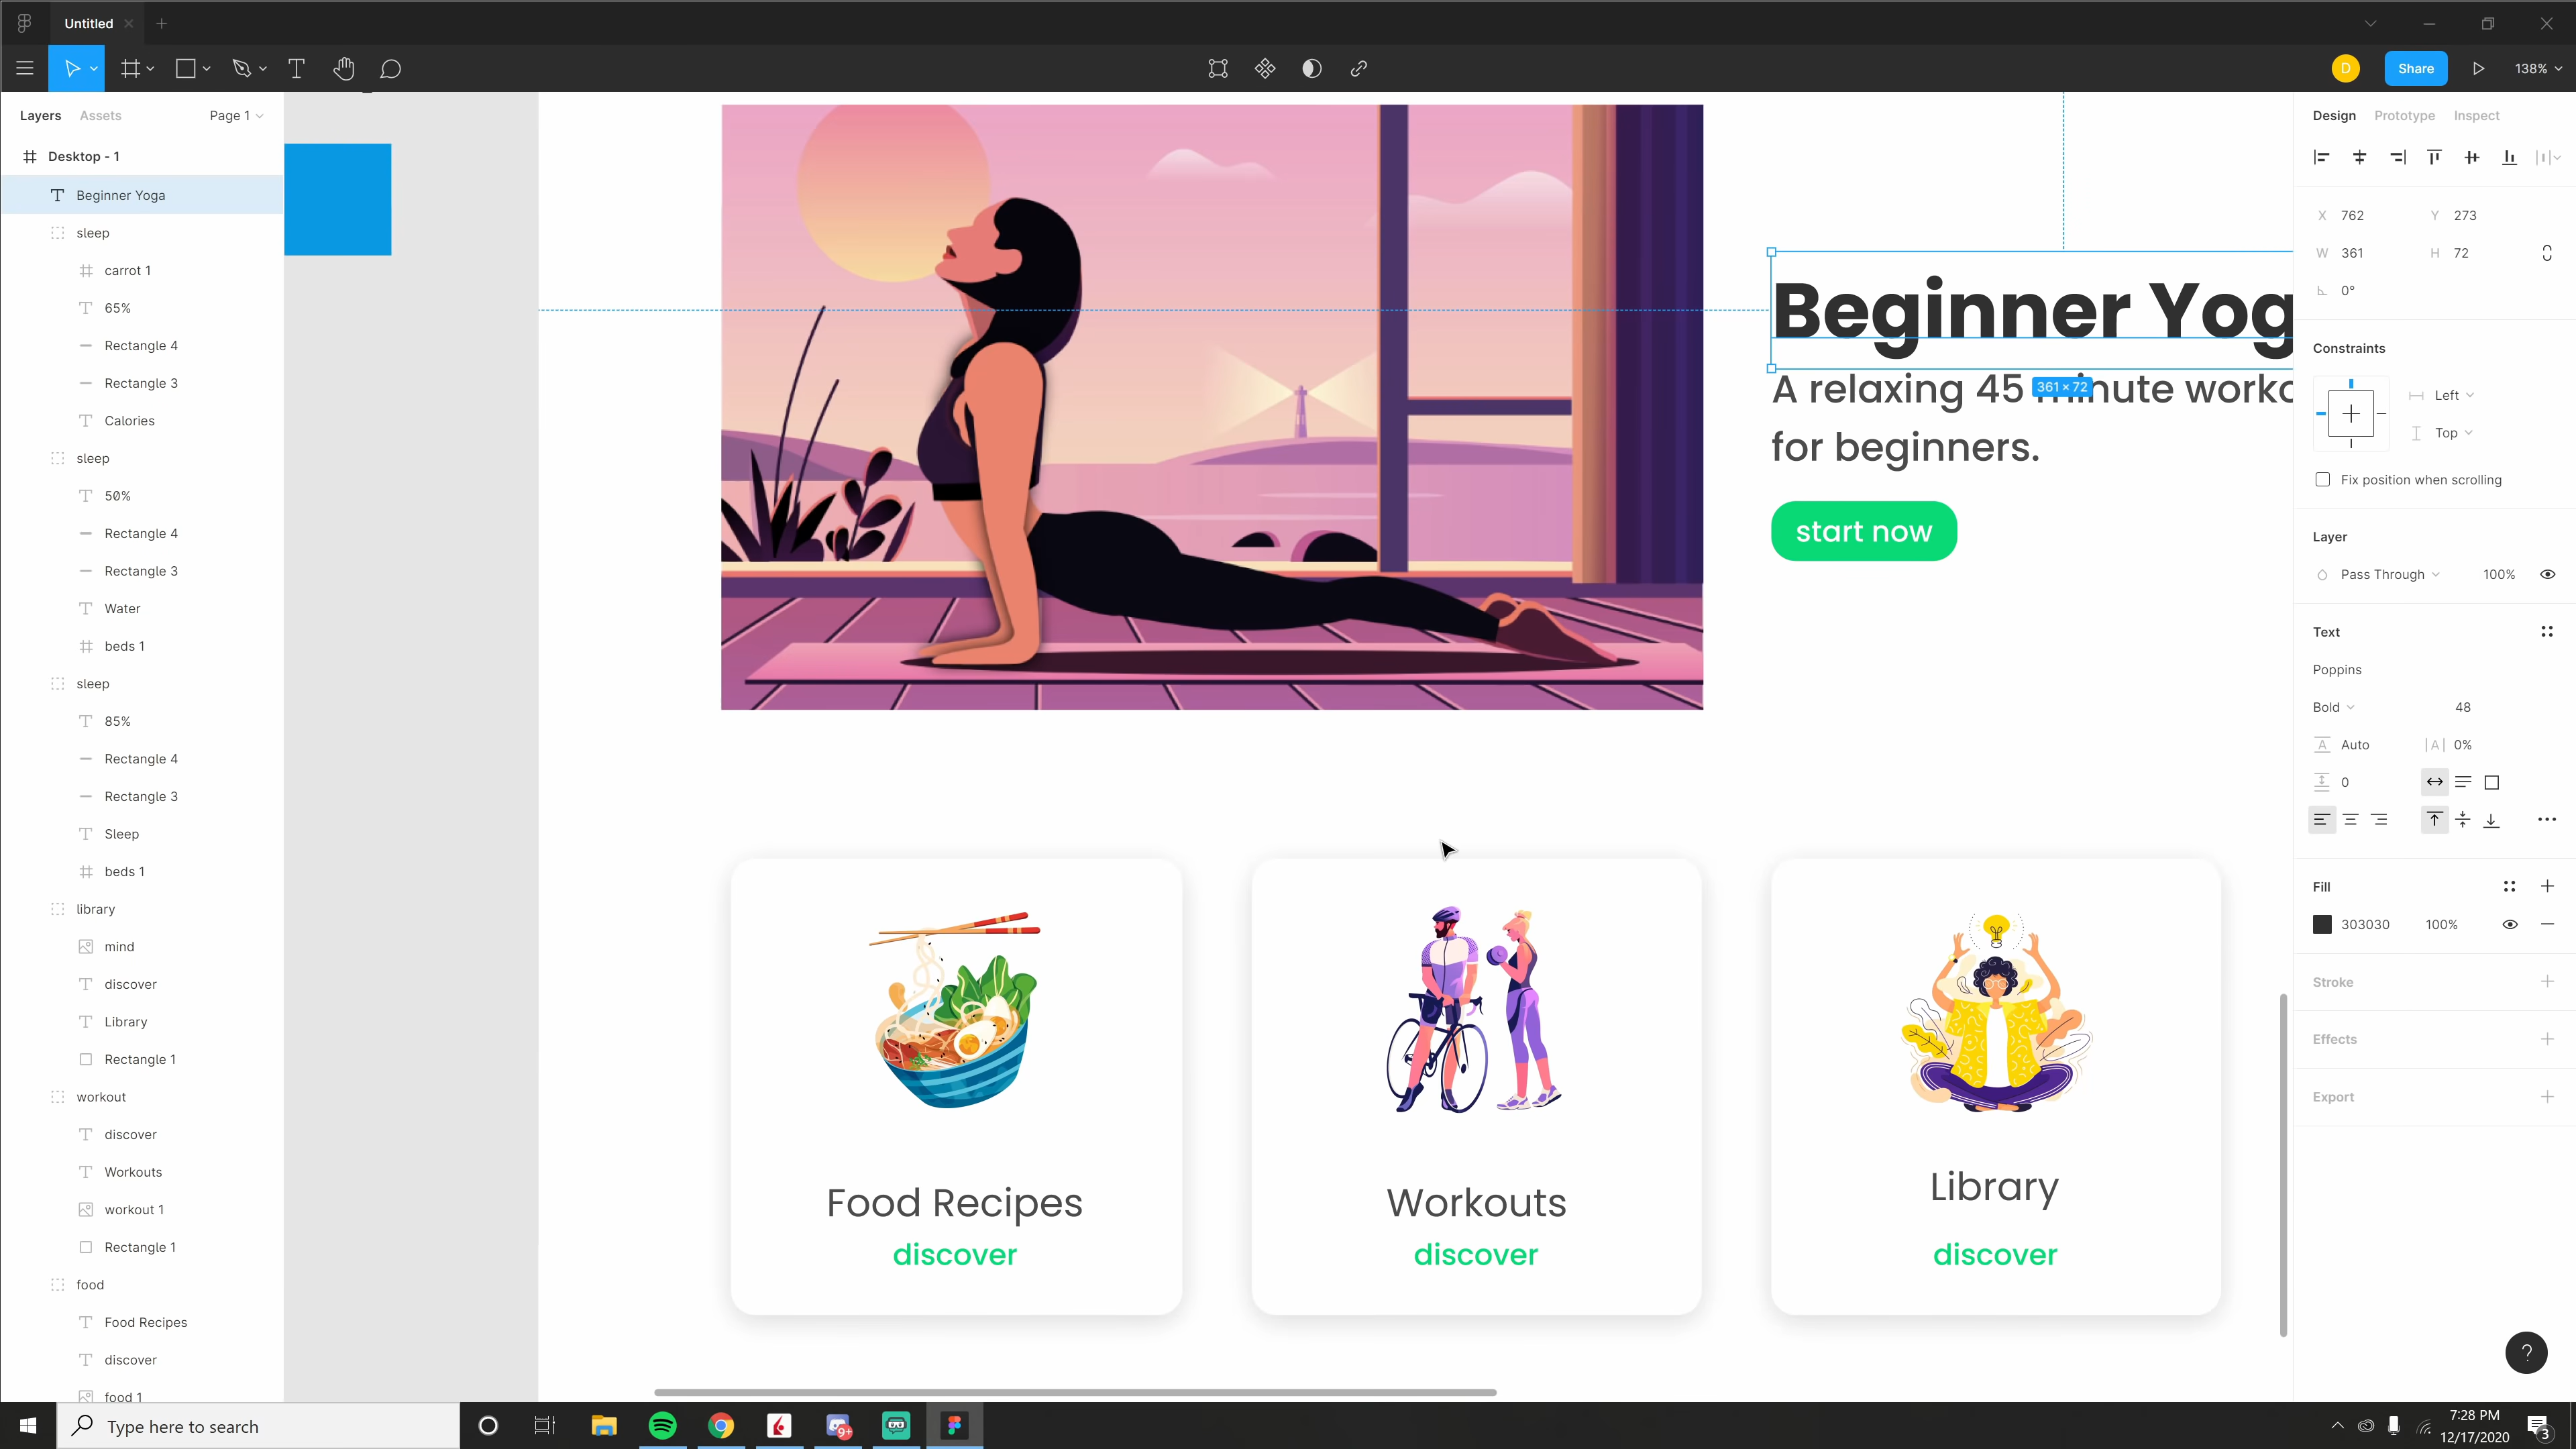 Untitled
138%
Share
D
Layers
Assets
Page 1
Desktop - 1
Beginner Yoga
sleep
carrot 1
65%
Rectangle 4
Rectangle 3
Calories
sleep
50%
Rectangle 4
Rectangle 3
Water
beds 1
sleep
85%
Rectangle 4
Rectangle 3
Sleep
beds 1
library
mind
discover
Library
Rectangle 1
workout
discover
Workouts
workout 1
Rectangle 1
food
Food Recipes
discover
food 1
Beginner Yog
A relaxing 45 minute worko
361 × 72
for beginners.
start now
Food Recipes
discover
Workouts
discover
Library
discover
Design
Prototype
Inspect
X 762 Y 273
W 361 H 72
0°
Constraints
Left
Top
Fix position when scrolling
Layer
Pass Through 100%
Text
Poppins
Bold 48
Auto 0%
0
Fill
303030 100%
Stroke
Effects
Export
?
Type here to search
9+
7:28 PM
12/17/2020
3